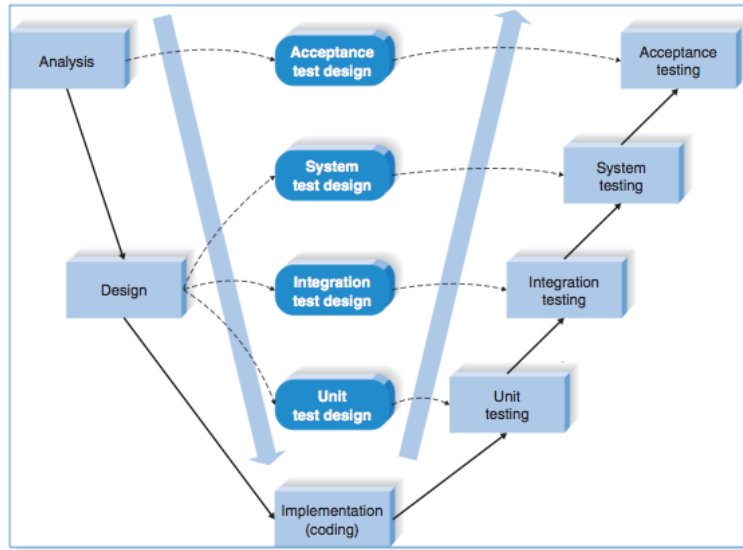 Analysis
Acceptance
test design
Acceptance
testing
System
test design
System
testing
Design
Integration
test design
Integration
testing
Unit
test design
Unit
testing
Implementation
(coding)